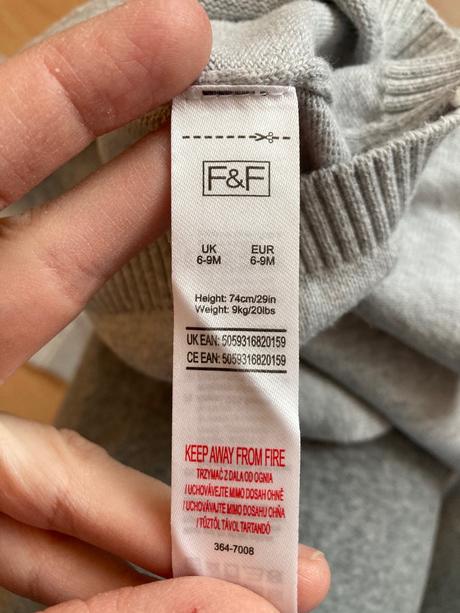 F&F
UK EUR
6-9M 6-9M
Height: 74cm/29in
Weight: 9kg/20lbs
UK EAN: 5059316820159
CE EAN: 5059316820159
KEEP AWAY FROM FIRE
TRZYMAĆ Z DALA OD OGNIA
/ UCHOVÁVEJTE MIMO DOSAH OHNĚ
/ UCHOVÁVAJTE MIMO DOSAHU OHŇA
/ TŰZTŐL TÁVOL TARTANDÓ
364-7008